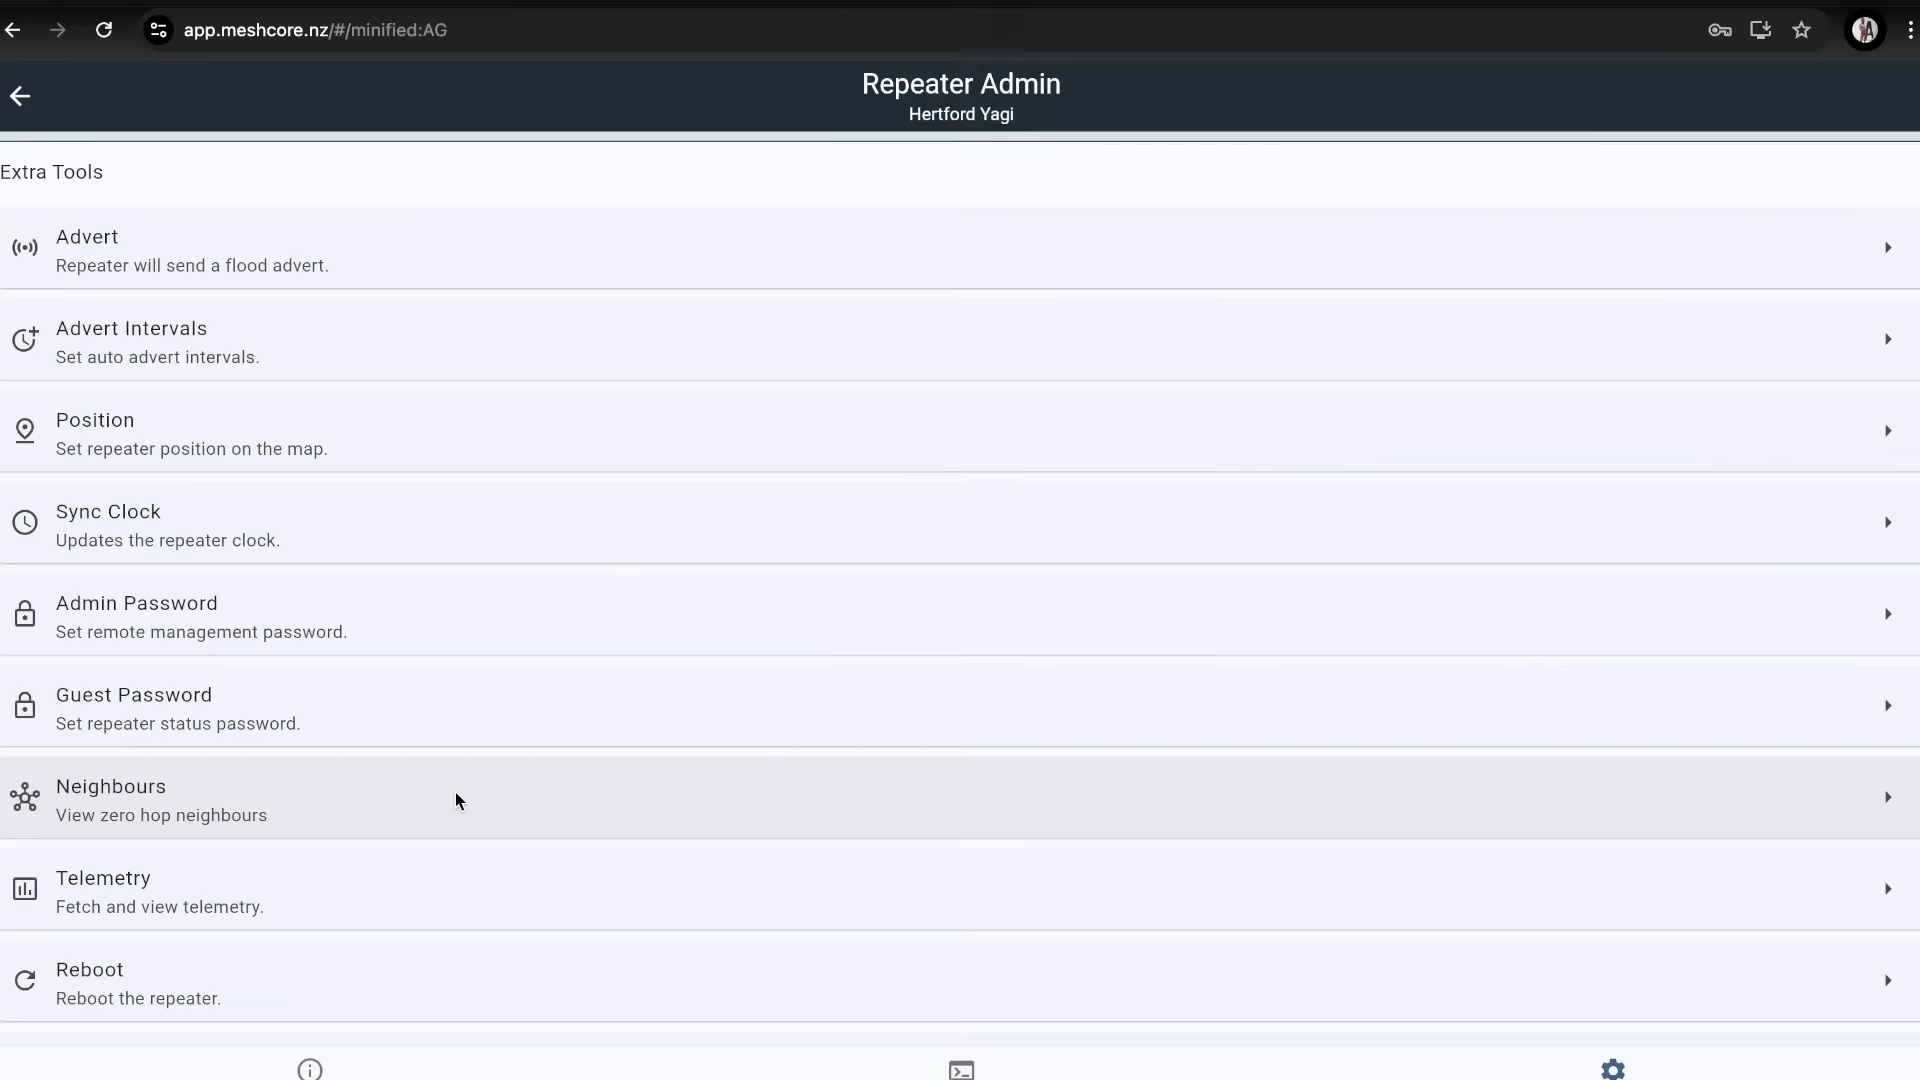 app.meshcore.nz/#/minified:AG
Repeater Admin
Hertford Yagi
Extra Tools
Advert
Repeater will send a flood advert.
Advert Intervals
Set auto advert intervals.
Position
Set repeater position on the map.
Sync Clock
Updates the repeater clock.
Admin Password
Set remote management password.
Guest Password
Set repeater status password.
Neighbours
View zero hop neighbours
Telemetry
Fetch and view telemetry.
Reboot
Reboot the repeater.